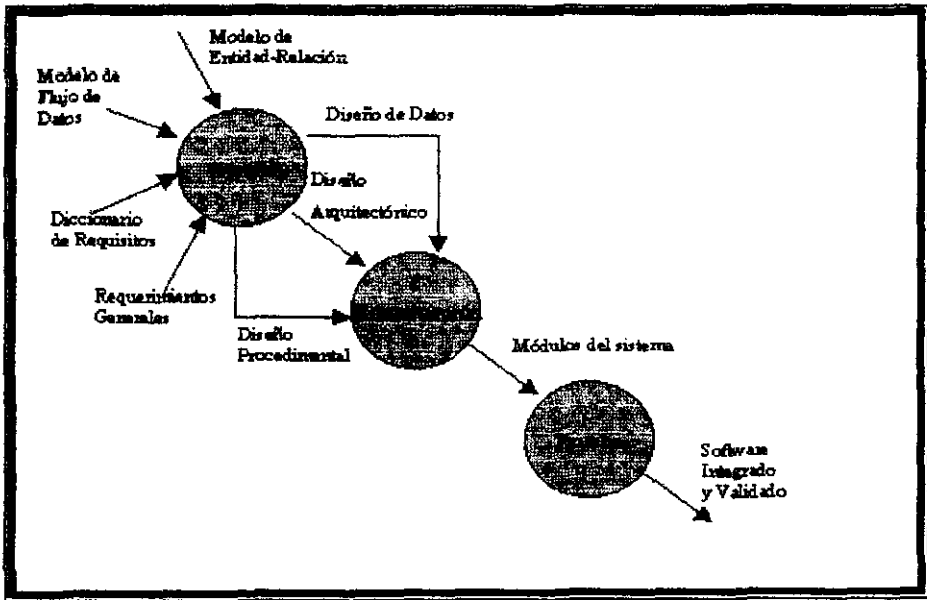 Modelo de
Entidad-Relación
Modelo de
Flujo de
Datos
Diseño de Datos
Diseño
Arquitectónico
Diccionario
de Requisitos
Requerimientos
Generales
Diseño
Procedimental
Módulos del sistema
Software
Integrado
y Validado